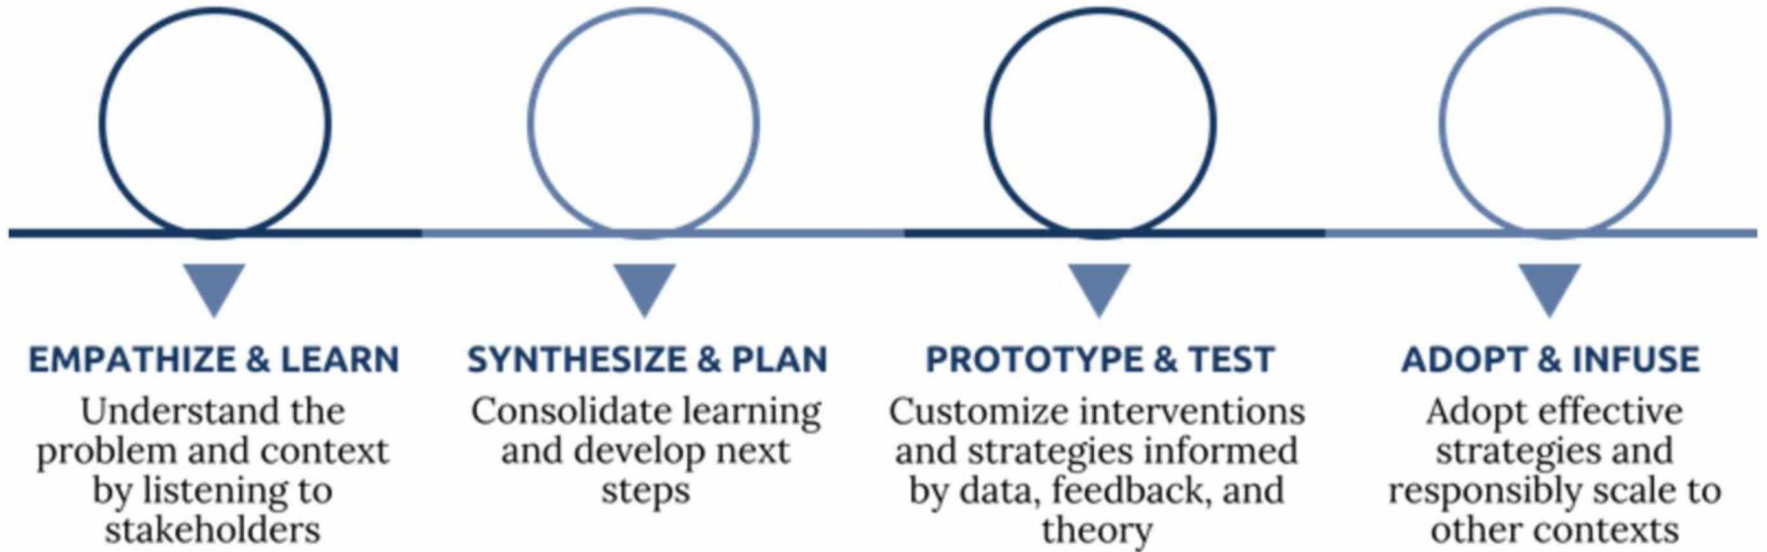 EMPATHIZE & LEARN
Understand the
problem and context
by listening to
stakeholders
SYNTHESIZE & PLAN
Consolidate learning
and develop next
steps
PROTOTYPE & TEST
Customize interventions
and strategies informed
by data, feedback, and
theory
ADOPT & INFUSE
Adopt effective
strategies and
responsibly scale to
other contexts